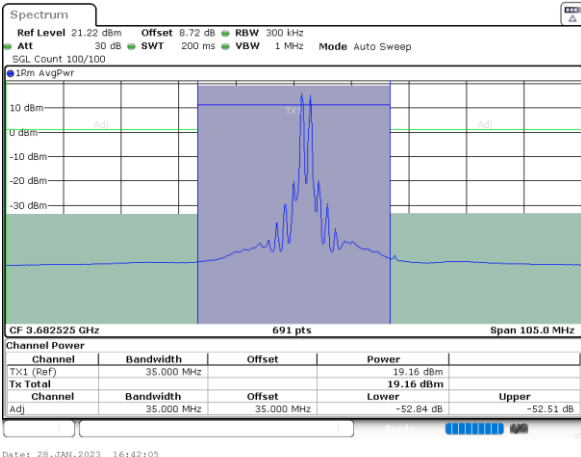 Spectrum
Ref Level 21.22 dBm Offset 8.72 dB RBW 300 kHz
Att 30 dB SWT 200 ms VBW 1 MHz Mode Auto Sweep
SGL Count 100/100
1Rm AvgPwr
10 dBm
Adj TX1 Adj
0 dBm
-10 dBm
-20 dBm
-30 dBm
CF 3.682525 GHz 691 pts Span 105.0 MHz
Channel Power
Channel Bandwidth Offset Power
TX1 (Ref) 35.000 MHz 19.16 dBm
Tx Total 19.16 dBm
Channel Bandwidth Offset Lower Upper
Adj 35.000 MHz 35.000 MHz -52.84 dB -52.51 dB
Ready
Date: 28.JAN.2023 16:42:05